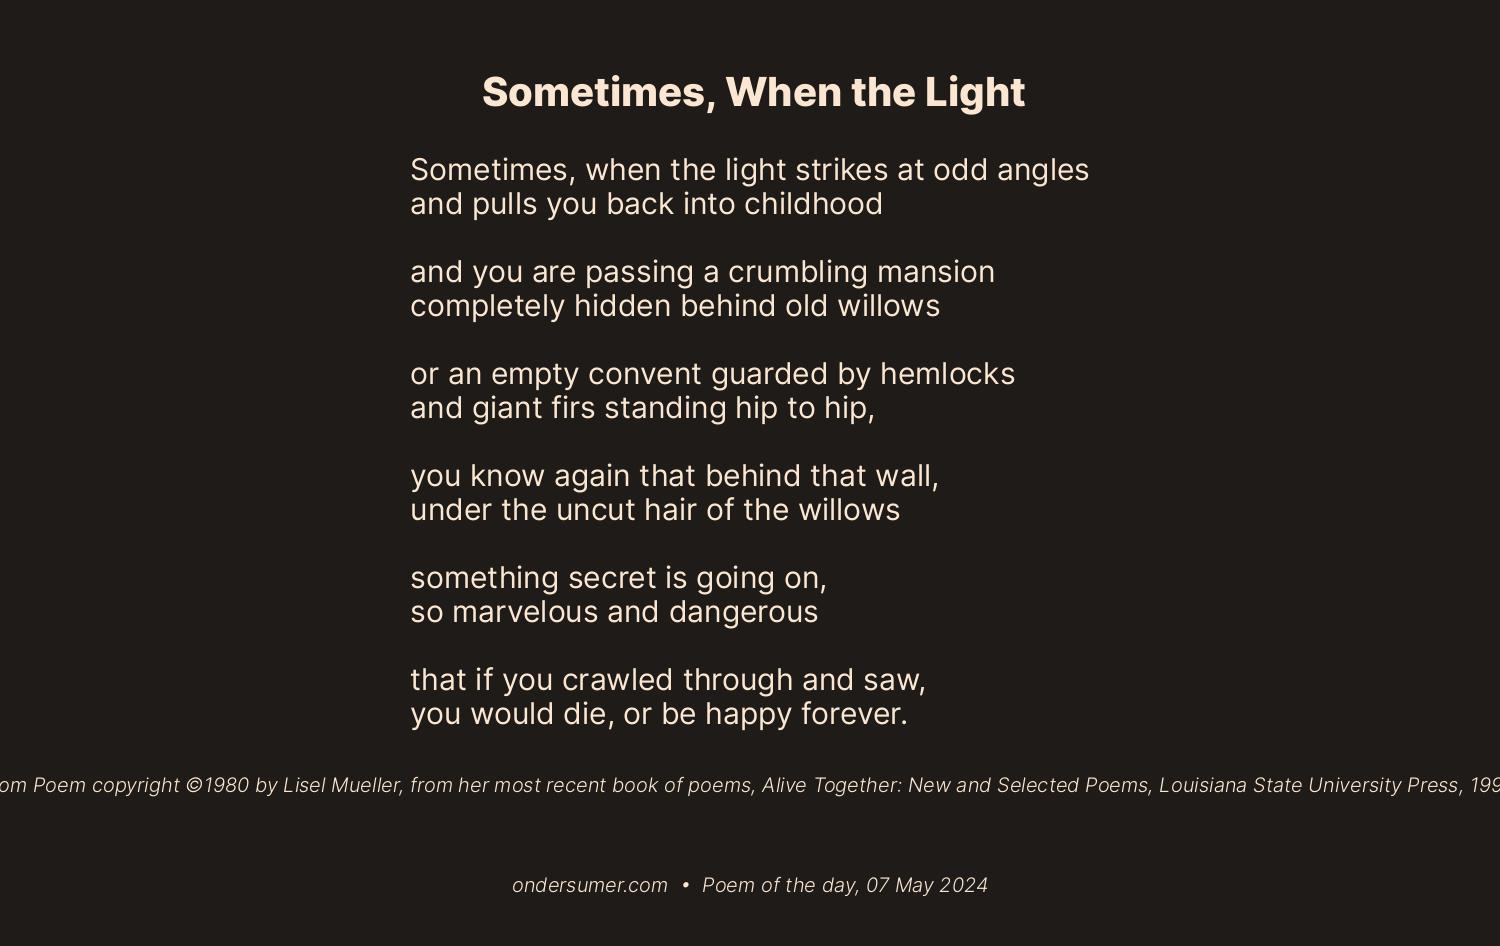 Sometimes, When the Light
Sometimes, when the light strikes at odd angles
and pulls you back into childhood
and you are passing a crumbling mansion
completely hidden behind old willows
or an empty convent guarded by hemlocks
and giant firs standing hip to hip,
you know again that behind that wall,
under the uncut hair of the willows
something secret is going on,
so marvelous and dangerous
that if you crawled through and saw,
you would die, or be happy forever.
om Poem copyright ©1980 by Lisel Mueller, from her most recent book of poems, Alive Together: New and Selected Poems, Louisiana State University Press, 199
ondersumer.com • Poem of the day, 07 May 2024